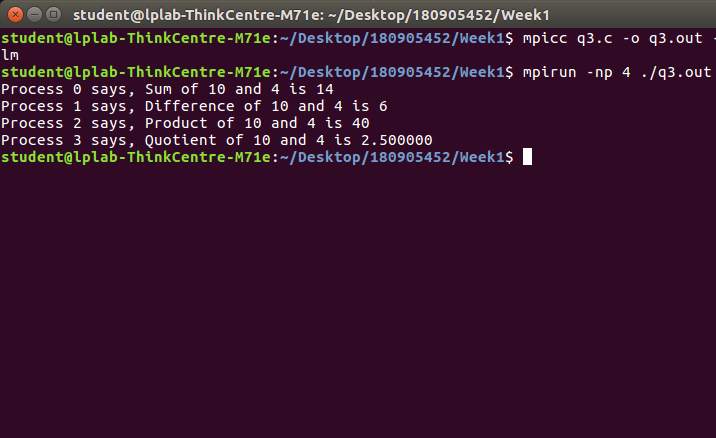 student@lplab-ThinkCentre-M71e: ~/Desktop/180905452/Week1
student@lplab-ThinkCentre-M71e:~/Desktop/180905452/Week1$ mpicc q3.c -o q3.out -
lm
student@lplab-ThinkCentre-M71e:~/Desktop/180905452/Week1$ mpirun -np 4 ./q3.out
Process 0 says, Sum of 10 and 4 is 14
Process 1 says, Difference of 10 and 4 is 6
Process 2 says, Product of 10 and 4 is 40
Process 3 says, Quotient of 10 and 4 is 2.500000
student@lplab-ThinkCentre-M71e:~/Desktop/180905452/Week1$